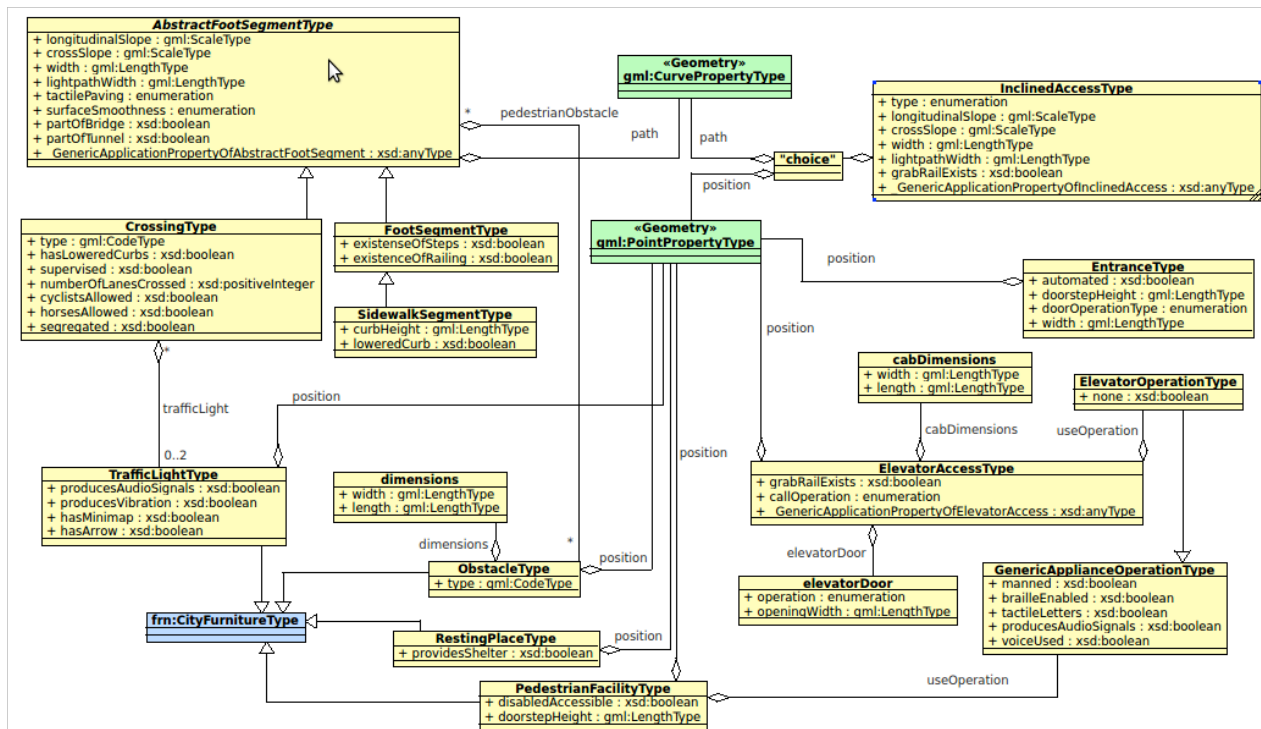 AbstractFootSegmentType
+ longitudinalSlope : gml:ScaleType
+ crossSlope : gml:ScaleType
+ width : gml:LengthType
+ lightpathWidth : gml:LengthType
+ tactilePaving : enumeration
+ surfaceSmoothness : enumeration
+ partOfBridge : xsd:boolean
+ partOfTunnel : xsd:boolean
+ _GenericApplicationPropertyOfAbstractFootSegment : xsd:anyType
*
pedestrianObstacle
«Geometry»
gml:CurvePropertyType
path
path
"choice"
position
InclinedAccessType
+ type : enumeration
+ longitudinalSlope : gml:ScaleType
+ crossSlope : gml:ScaleType
+ width : gml:LengthType
+ lightpathWidth : gml:LengthType
+ grabRailExists : xsd:boolean
+ _GenericApplicationPropertyOfInclinedAccess : xsd:anyType
CrossingType
+ type : gml:CodeType
+ hasLoweredCurbs : xsd:boolean
+ supervised : xsd:boolean
+ numberOfLanesCrossed : xsd:positiveInteger
+ cyclistsAllowed : xsd:boolean
+ horsesAllowed : xsd:boolean
+ segregated : xsd:boolean
*
FootSegmentType
+ existenseOfSteps : xsd:boolean
+ existenceOfRailing : xsd:boolean
SidewalkSegmentType
+ curbHeight : gml:LengthType
+ loweredCurb : xsd:boolean
«Geometry»
gml:PointPropertyType
position
EntranceType
+ automated : xsd:boolean
+ doorstepHeight : gml:LengthType
+ doorOperationType : enumeration
+ width : gml:LengthType
position
cabDimensions
+ width : gml:LengthType
+ length : gml:LengthType
cabDimensions
ElevatorOperationType
+ none : xsd:boolean
useOperation
trafficLight
0..2
position
position
TrafficLightType
+ producesAudioSignals : xsd:boolean
+ producesVibration : xsd:boolean
+ hasMinimap : xsd:boolean
+ hasArrow : xsd:boolean
dimensions
+ width : gml:LengthType
+ length : gml:LengthType
dimensions
*
ElevatorAccessType
+ grabRailExists : xsd:boolean
+ callOperation : enumeration
+ _GenericApplicationPropertyOfElevatorAccess : xsd:anyType
elevatorDoor
ObstacleType
+ type : gml:CodeType
position
elevatorDoor
+ operation : enumeration
+ openingWidth : gml:LengthType
GenericApplianceOperationType
+ manned : xsd:boolean
+ brailleEnabled : xsd:boolean
+ tactileLetters : xsd:boolean
+ producesAudioSignals : xsd:boolean
+ voiceUsed : xsd:boolean
frn:CityFurnitureType
RestingPlaceType
+ providesShelter : xsd:boolean
position
useOperation
PedestrianFacilityType
+ disabledAccessible : xsd:boolean
+ doorstepHeight : gml:LengthType